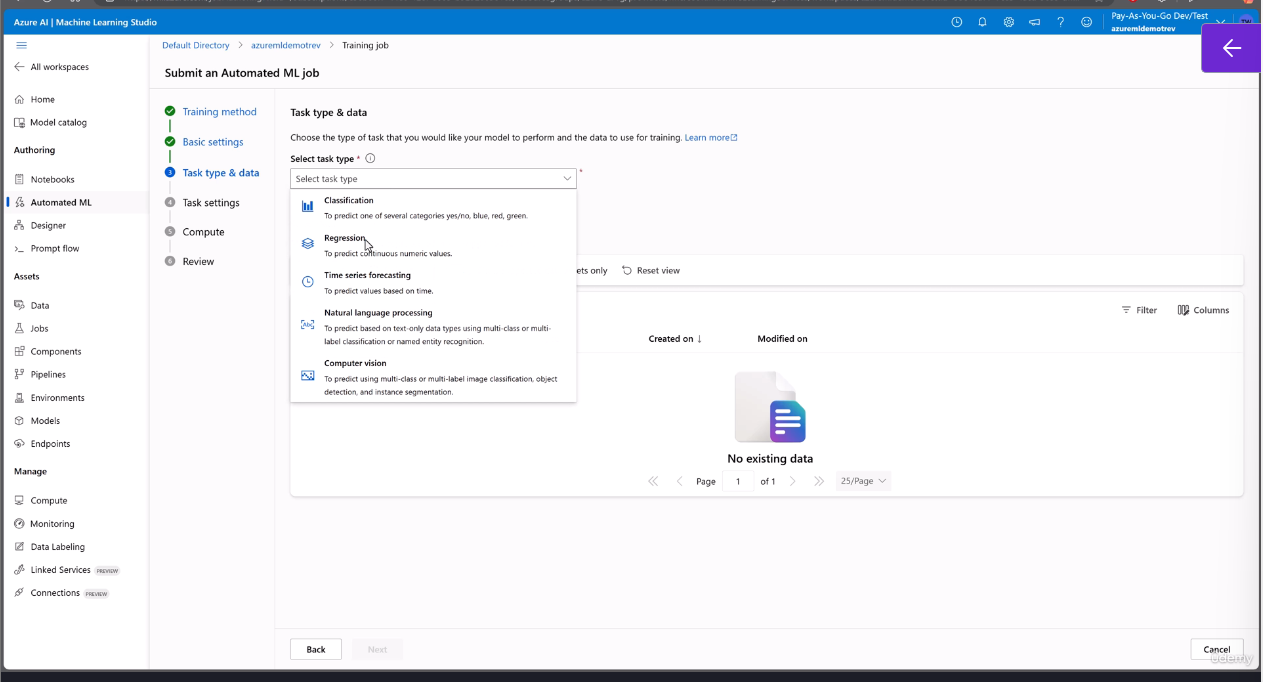 Azure AI | Machine Learning Studio
Pay-As-You-Go Dev/Test
azuremldemotrev
All workspaces
Home
Model catalog
Authoring
Notebooks
Automated ML
Designer
Prompt flow
Assets
Data
Jobs
Components
Pipelines
Environments
Models
Endpoints
Manage
Compute
Monitoring
Data Labeling
Linked Services PREVIEW
Connections PREVIEW
Default Directory > azuremldemotrev > Training job
Submit an Automated ML job
Training method
Basic settings
3 Task type & data
4 Task settings
5 Compute
6 Review
Task type & data
Choose the type of task that you would like your model to perform and the data to use for training. Learn more
Select task type *
Select task type
*
Classification
To predict one of several categories yes/no, blue, red, green.
Regression
To predict continuous numeric values.
Time series forecasting
To predict values based on time.
Natural language processing
To predict based on text-only data types using multi-class or multi-
label classification or named entity recognition.
Computer vision
To predict using multi-class or multi-label image classification, object
detection, and instance segmentation.
ets only Reset view
Filter Columns
Created on ↓ Modified on
No existing data
Page 1 of 1 25/Page
Back Next Cancel
udemy